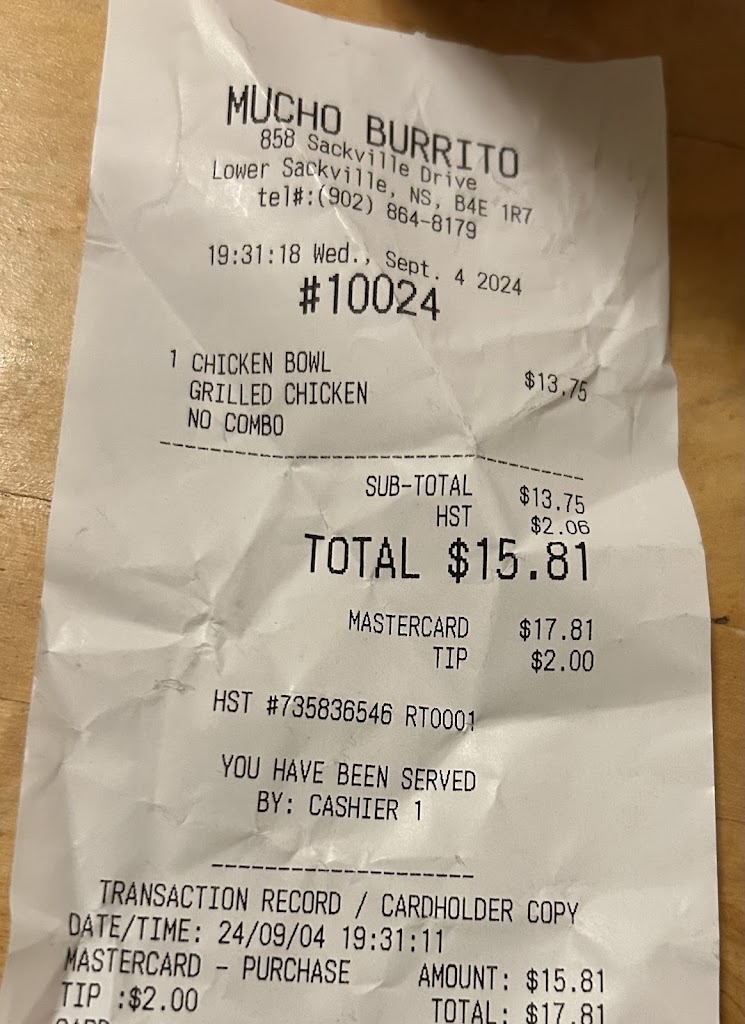 MUCHO BURRITO
858 Sackville Drive
Lower Sackville, NS, B4E 1R7
tel#:(902) 864-8179
19:31:18 Wed., Sept. 4 2024
#10024
1 CHICKEN BOWL $13.75
GRILLED CHICKEN
NO COMBO
SUB-TOTAL $13.75
HST $2.06
TOTAL $15.81
MASTERCARD $17.81
TIP $2.00
HST #735836546 RT0001
YOU HAVE BEEN SERVED
BY: CASHIER 1
TRANSACTION RECORD / CARDHOLDER COPY
DATE/TIME: 24/09/04 19:31:11
MASTERCARD - PURCHASE AMOUNT: $15.81
TIP :$2.00 TOTAL: $17.81